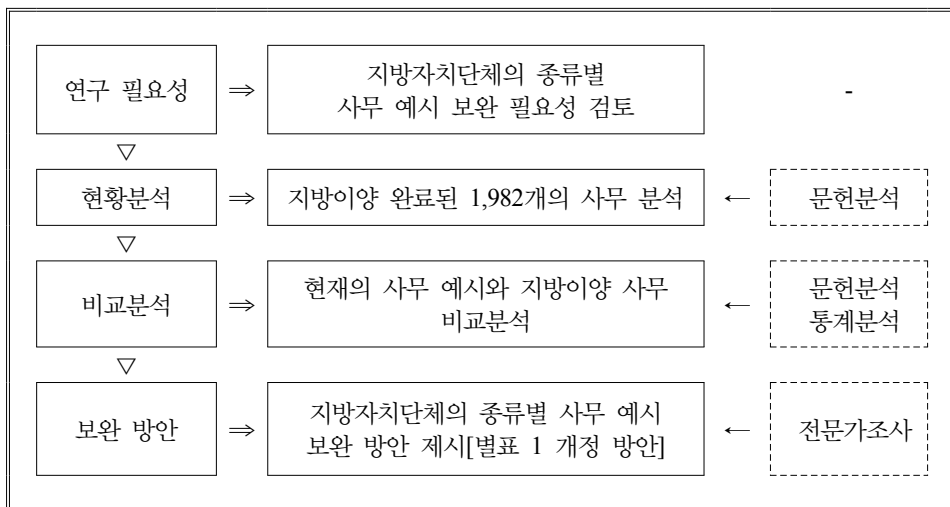 연구 필요성 ⇒ 지방자치단체의 종류별
사무 예시 보완 필요성 검토 -
▽
현황분석 ⇒ 지방이양 완료된 1,982개의 사무 분석 ← 문헌분석
▽
비교분석 ⇒ 현재의 사무 예시와 지방이양 사무
비교분석 ← 문헌분석
통계분석
▽
보완 방안 ⇒ 지방자치단체의 종류별 사무 예시
보완 방안 제시[별표 1 개정 방안] ← 전문가조사